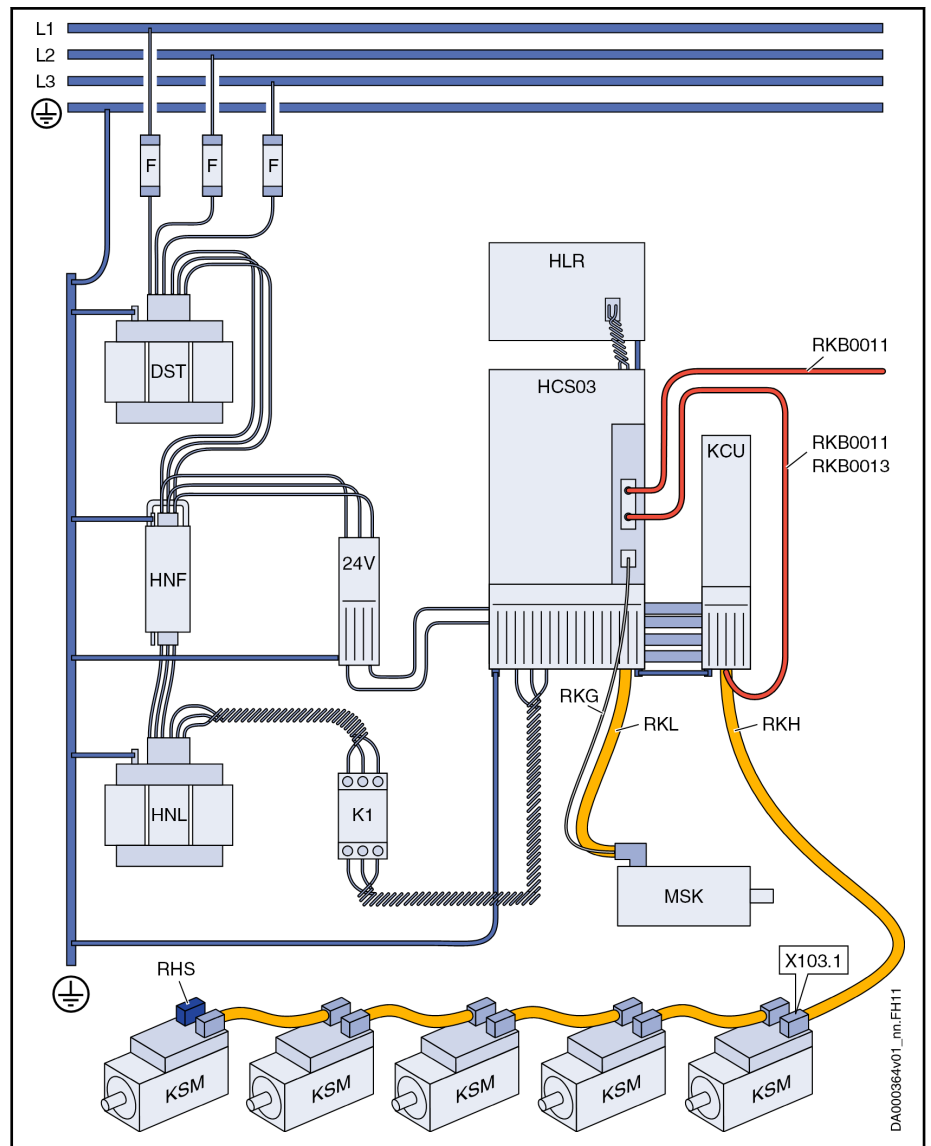 L1
L2
L3
F
F
F
HLR
DST
HCS03
RKB0011
RKB0011
RKB0013
KCU
24V
HNF
RKG
RKL
RKH
HNL
K1
MSK
X103.1
RHS
KSM
KSM
KSM
KSM
KSM
DA000364v01_nn.FH11